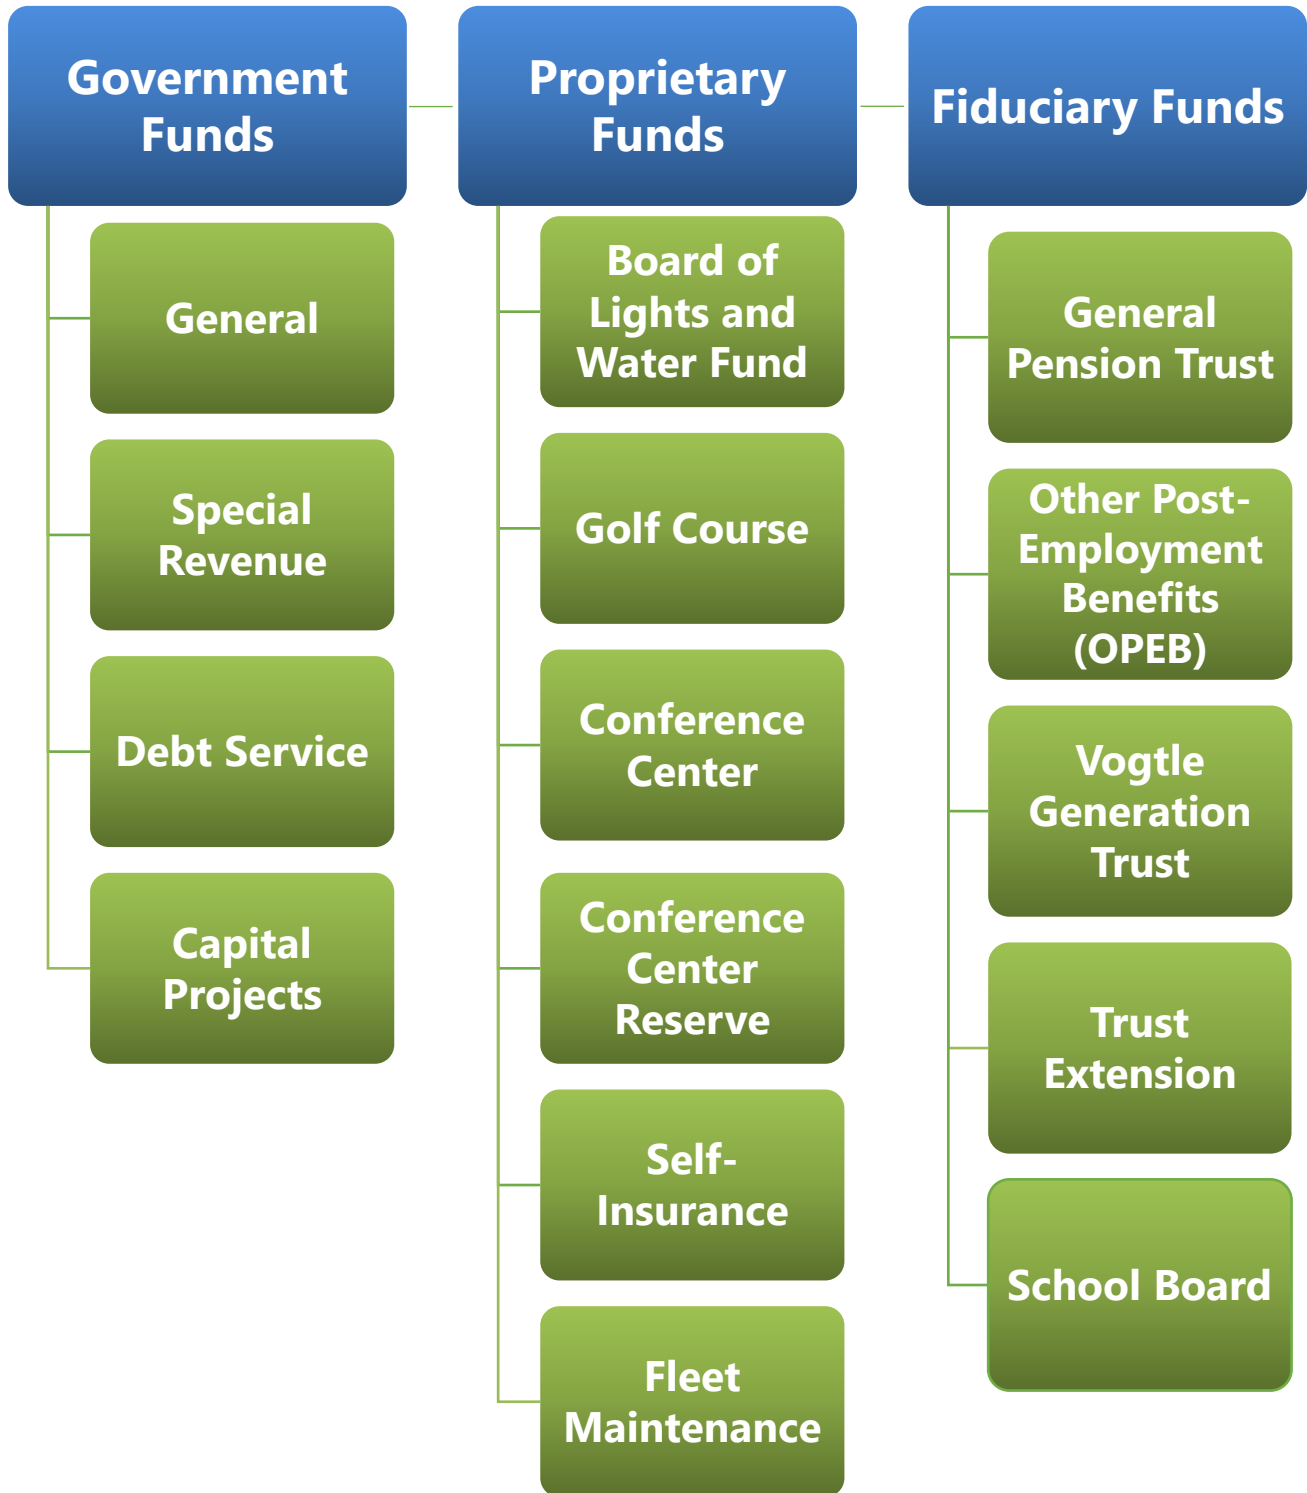 Government
Funds
General
Special
Revenue
Debt Service
Capital
Projects
Proprietary
Funds
Board of
Lights and
Water Fund
Golf Course
Conference
Center
Conference
Center
Reserve
Self-
Insurance
Fleet
Maintenance
Fiduciary Funds
General
Pension Trust
Other Post-
Employment
Benefits
(OPEB)
Vogtle
Generation
Trust
Trust
Extension
School Board